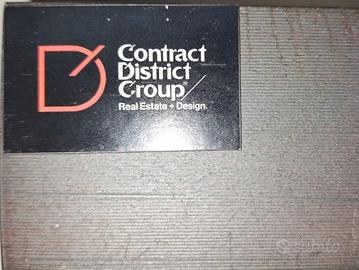 Contract
District
Group®
Real Estate + Design.
subito